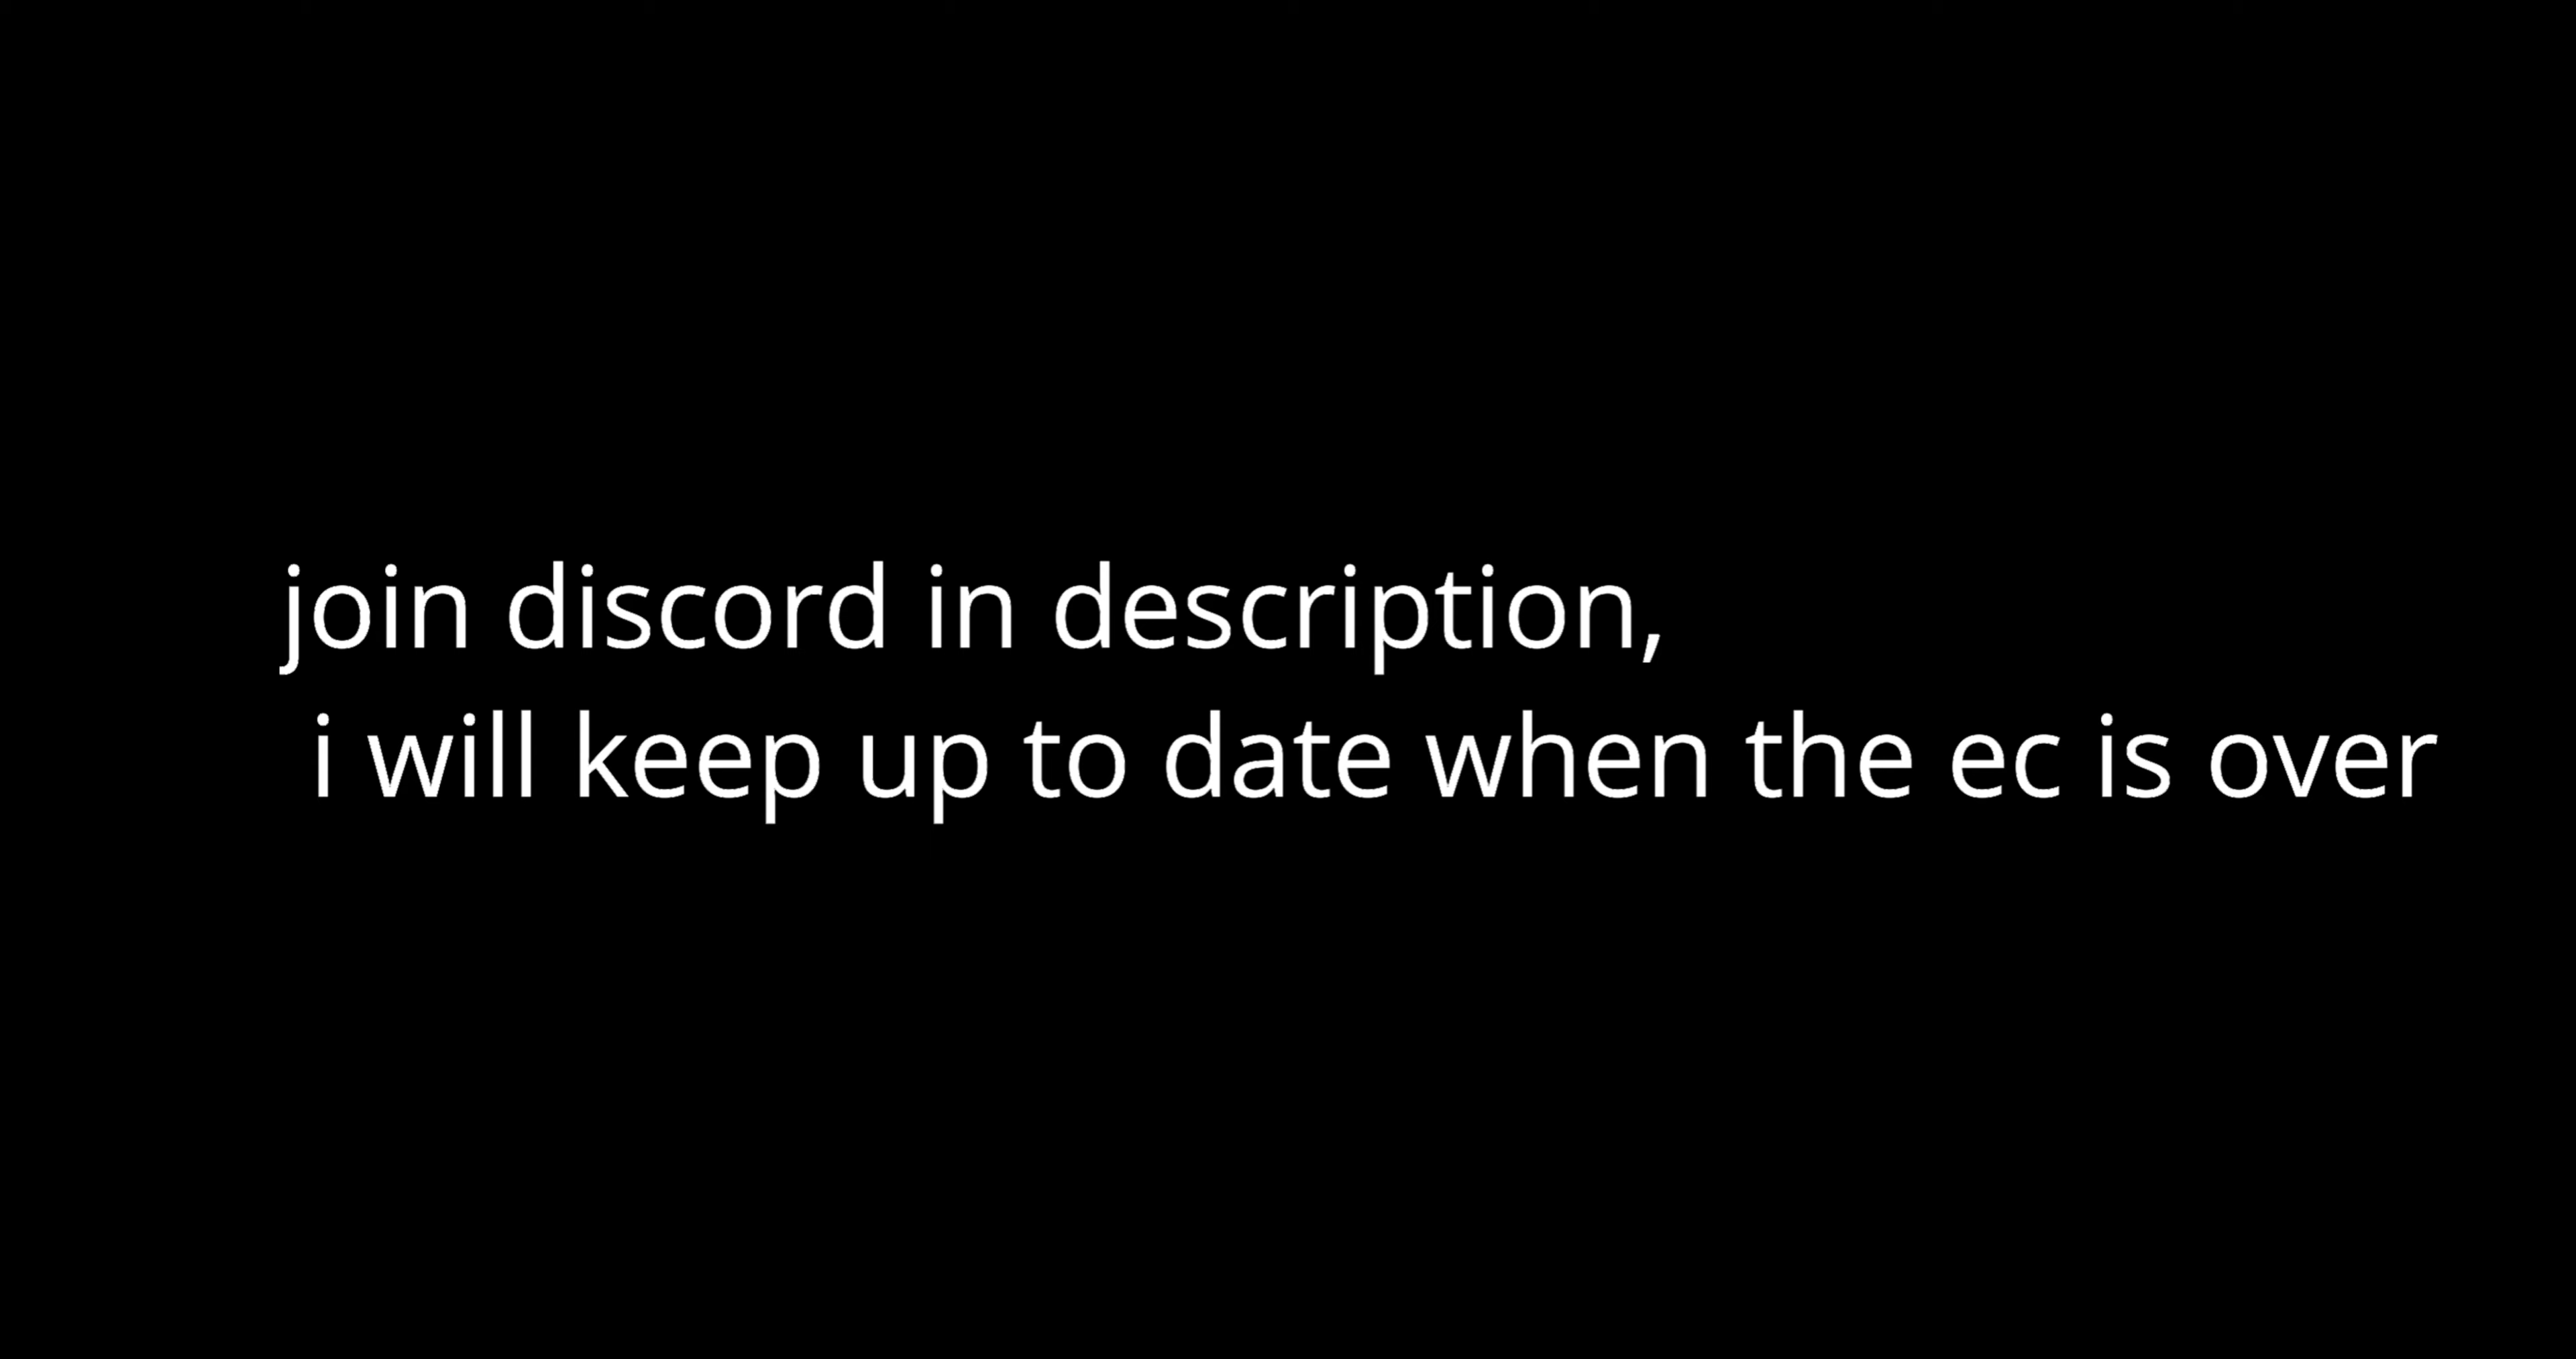 join discord in description,
i will keep up to date when the ec is over